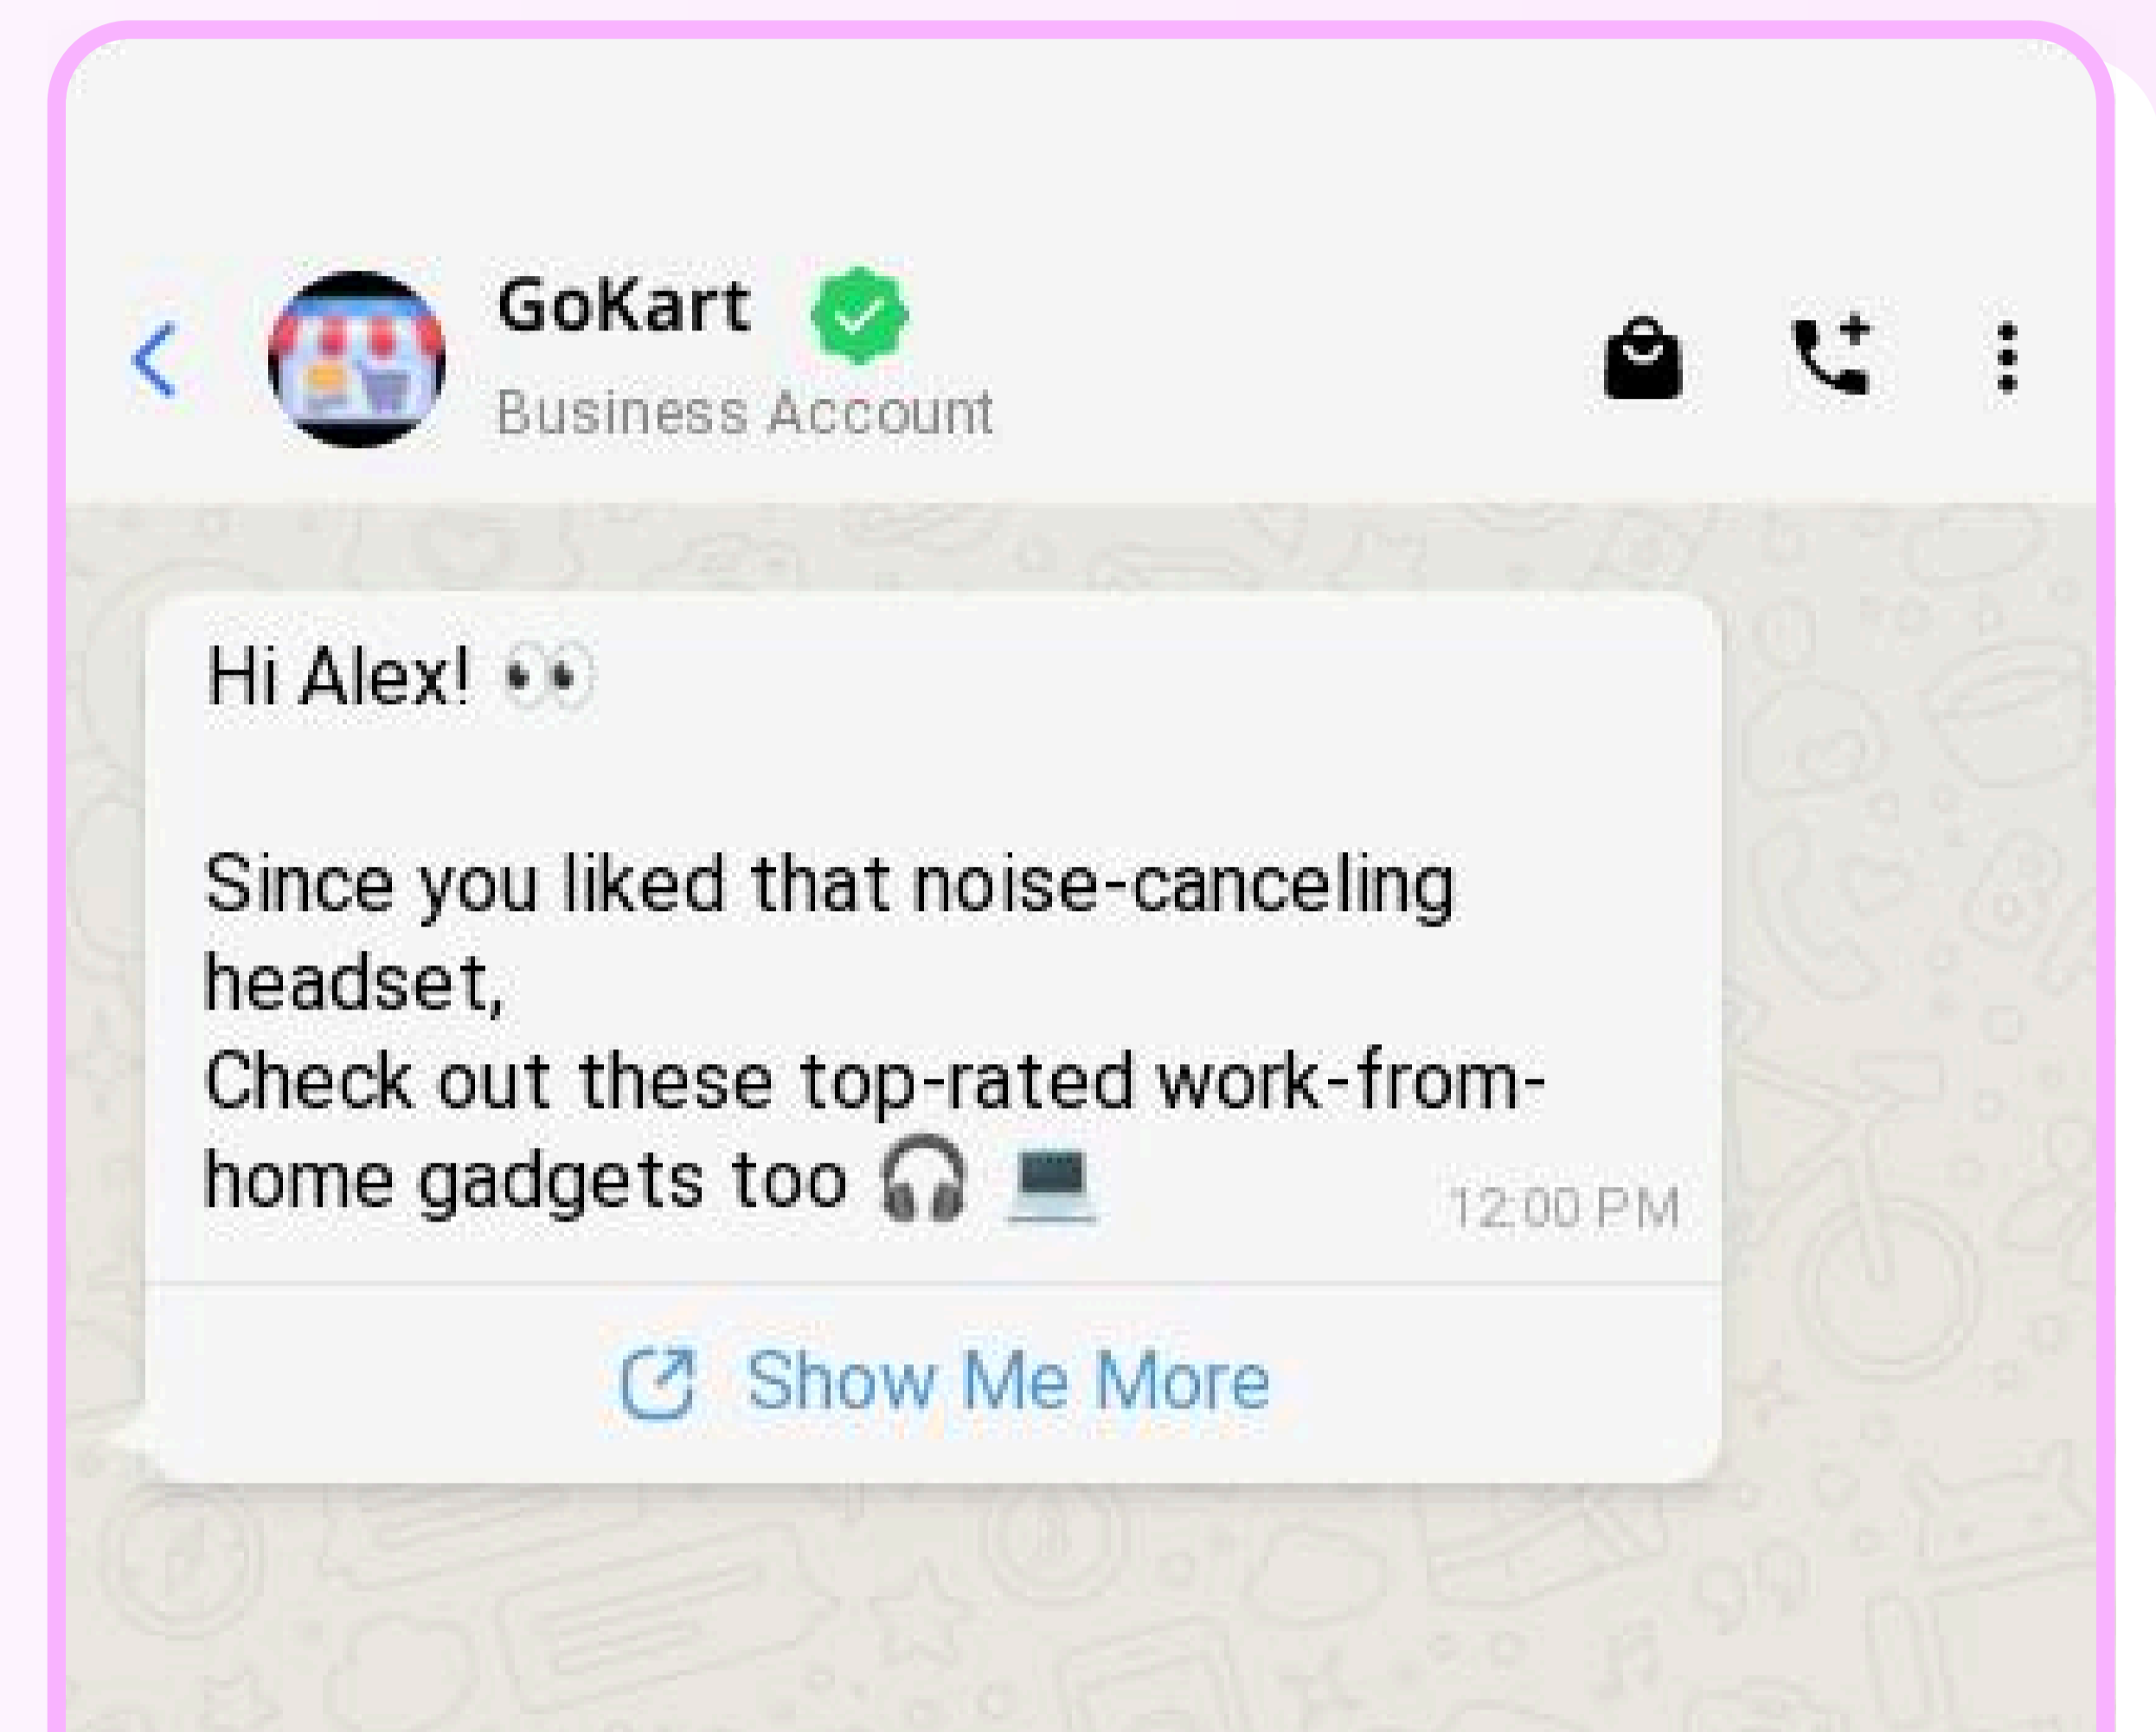 GoKart
Business Account
Hi Alex! 👀
Since you liked that noise-canceling
headset,
Check out these top-rated work-from-
home gadgets too 🎧 💻
12:00 PM
Show Me More